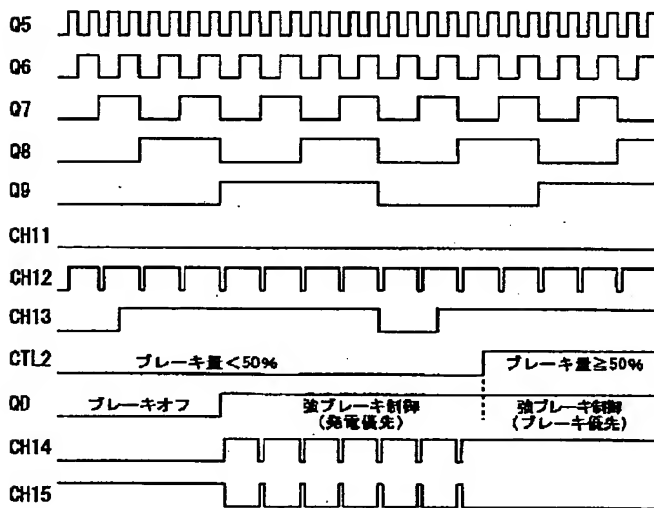 Q5
Q6
Q7
Q8
Q9
CH11
CH12
CH13
CTL2 ブレーキ量<50% ブレーキ量≧50%
QD ブレーキオフ 強ブレーキ制御 強ブレーキ制御
(発電優先) (ブレーキ優先)
CH14
CH15